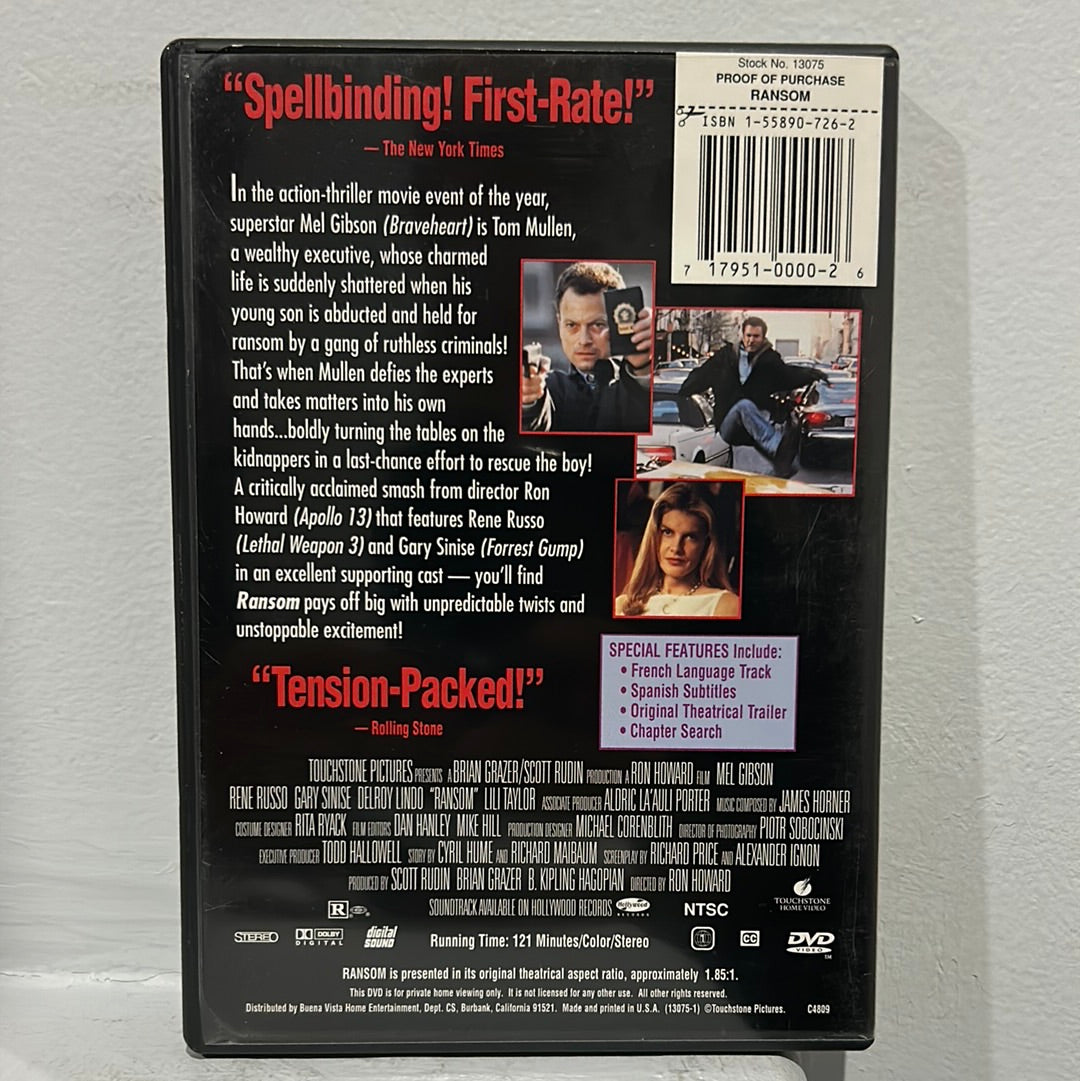 “Spellbinding! First-Rate!”
— The New York Times
Stock No. 13075
PROOF OF PURCHASE
RANSOM
ISBN 1-55890-726-2
7 17951-0000-2 6
In the action-thriller movie event of the year,
superstar Mel Gibson (Braveheart) is Tom Mullen,
a wealthy executive, whose charmed
life is suddenly shattered when his
young son is abducted and held for
ransom by a gang of ruthless criminals!
That's when Mullen defies the experts
and takes matters into his own
hands...boldly turning the tables on the
kidnappers in a last-chance effort to rescue the boy!
A critically acclaimed smash from director Ron
Howard (Apollo 13) that features Rene Russo
(Lethal Weapon 3) and Gary Sinise (Forrest Gump)
in an excellent supporting cast — you'll find
Ransom pays off big with unpredictable twists and
unstoppable excitement!
“Tension-Packed!”
— Rolling Stone
SPECIAL FEATURES Include:
• French Language Track
• Spanish Subtitles
• Original Theatrical Trailer
• Chapter Search
TOUCHSTONE PICTURES PRESENTS A BRIAN GRAZER/SCOTT RUDIN PRODUCTION A RON HOWARD FILM MEL GIBSON
RENE RUSSO GARY SINISE DELROY LINDO “RANSOM” LILI TAYLOR ASSOCIATE PRODUCER ALDRIC LA'AULI PORTER MUSIC COMPOSED BY JAMES HORNER
COSTUME DESIGNER RITA RYACK FILM EDITORS DAN HANLEY MIKE HILL PRODUCTION DESIGNER MICHAEL CORENBLITH DIRECTOR OF PHOTOGRAPHY PIOTR SOBOCINSKI
EXECUTIVE PRODUCER TODD HALLOWELL STORY BY CYRIL HUME AND RICHARD MAIBAUM SCREENPLAY BY RICHARD PRICE AND ALEXANDER IGNON
PRODUCED BY SCOTT RUDIN BRIAN GRAZER B. KIPLING HAGOPIAN DIRECTED BY RON HOWARD
R SOUNDTRACK AVAILABLE ON HOLLYWOOD RECORDS Hollywood RECORDS NTSC
TOUCHSTONE
HOME VIDEO
STEREO DOLBY DIGITAL digital SOUND Running Time: 121 Minutes/Color/Stereo 1 CC DVD VIDEO TM
RANSOM is presented in its original theatrical aspect ratio, approximately 1.85:1.
This DVD is for private home viewing only. It is not licensed for any other use. All other rights reserved.
Distributed by Buena Vista Home Entertainment, Dept. CS, Burbank, California 91521. Made and printed in U.S.A. (13075-1) ©Touchstone Pictures. C4809